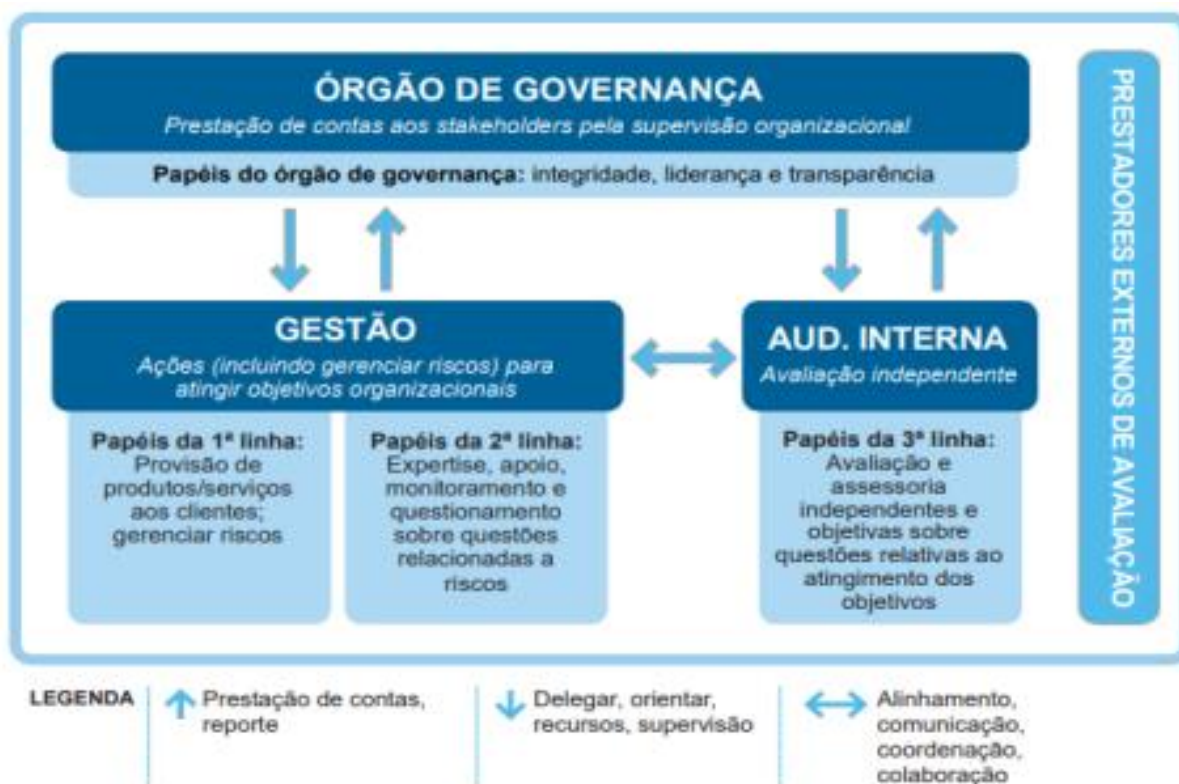 ÓRGÃO DE GOVERNANÇA
Prestação de contas aos stakeholders pela supervisão organizacional
Papéis do órgão de governança: integridade, liderança e transparência
GESTÃO
Ações (incluindo gerenciar riscos) para
atingir objetivos organizacionais
Papéis da 1ª linha:
Provisão de
produtos/serviços
aos clientes;
gerenciar riscos
Papéis da 2ª linha:
Expertise, apoio,
monitoramento e
questionamento
sobre questões
relacionadas a
riscos
AUD. INTERNA
Avaliação independente
Papéis da 3ª linha:
Avaliação e
assessoria
independentes e
objetivas sobre
questões relativas ao
atingimento dos
objetivos
PRESTADORES EXTERNOS DE AVALIAÇÃO
LEGENDA
Prestação de contas,
reporte
Delegar, orientar,
recursos, supervisão
Alinhamento,
comunicação,
coordenação,
colaboração